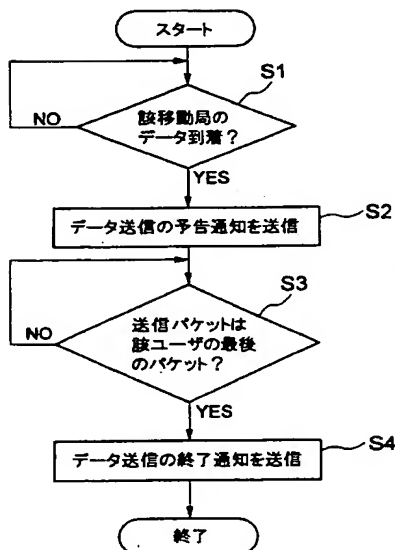 スタート
S1
該移動局の
データ到着？
NO
YES
データ送信の予告通知を送信
S2
S3
送信パケットは
該ユーザの最後
のパケット？
NO
YES
データ送信の終了通知を送信
S4
終了